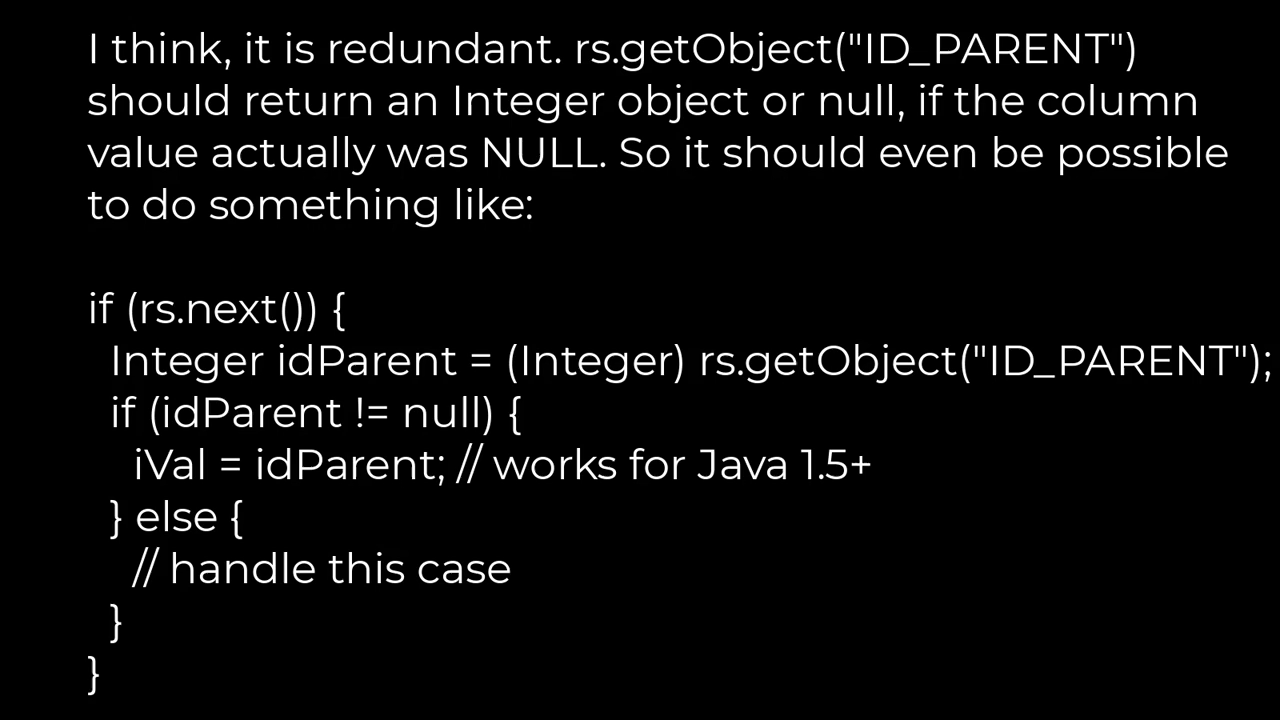 I think, it is redundant. rs.getObject("ID_PARENT")
should return an Integer object or null, if the column
value actually was NULL. So it should even be possible
to do something like:

if (rs.next()) {
  Integer idParent = (Integer) rs.getObject("ID_PARENT");
  if (idParent != null) {
    iVal = idParent; // works for Java 1.5+
  } else {
    // handle this case
  }
}